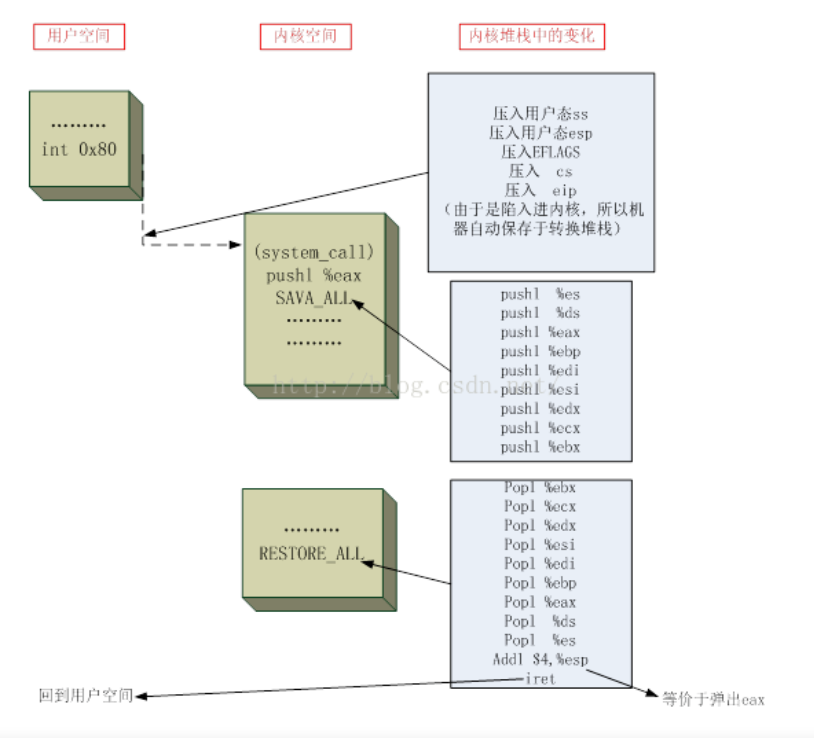 用户空间
内核空间
内核堆栈中的变化
………
int 0x80
压入用户态ss
压入用户态esp
压入EFLAGS
压入 cs
压入 eip
(由于是陷入进内核，所以机
器自动保存于转换堆栈)
(system_call)
pushl %eax
SAVA_ALL
………
………
pushl %es
pushl %ds
pushl %eax
pushl %ebp
pushl %edi
pushl %esi
pushl %edx
pushl %ecx
pushl %ebx
http://blog.csdn.net/
………
RESTORE_ALL
Popl %ebx
Popl %ecx
Popl %edx
Popl %esi
Popl %edi
Popl %ebp
Popl %eax
Popl %ds
Popl %es
Addl $4,%esp
iret
回到用户空间
等价于弹出eax